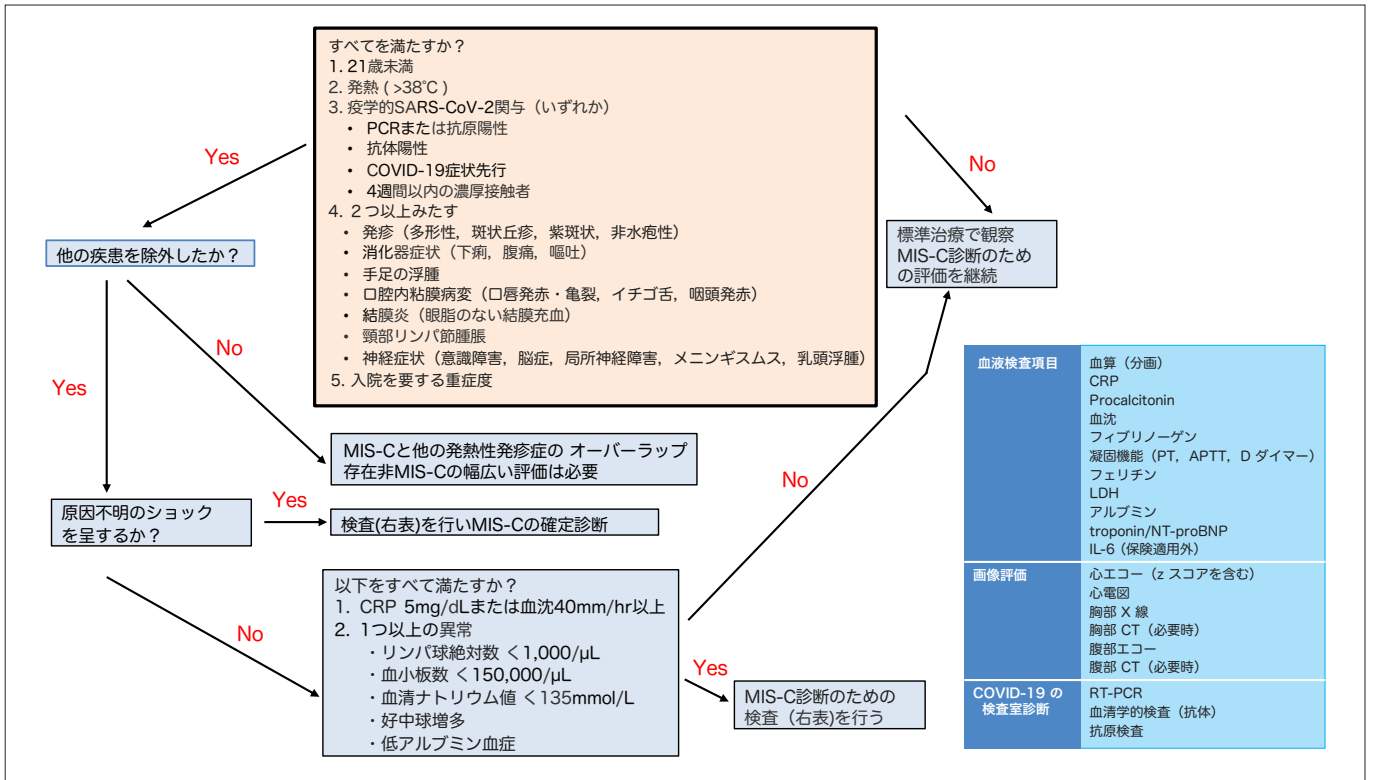 すべてを満たすか？
1. 21歳未満
2. 発熱 ( >38℃ )
3. 疫学的SARS-CoV-2関与（いずれか）
• PCRまたは抗原陽性
• 抗体陽性
• COVID-19症状先行
• 4週間以内の濃厚接触者
4. ２つ以上みたす
• 発疹（多形性，斑状丘疹，紫斑状，非水疱性）
• 消化器症状（下痢，腹痛，嘔吐）
• 手足の浮腫
• 口腔内粘膜病変（口唇発赤・亀裂，イチゴ舌，咽頭発赤）
• 結膜炎（眼脂のない結膜充血）
• 頸部リンパ節腫脹
• 神経症状（意識障害，脳症，局所神経障害，メニンギスムス，乳頭浮腫）
5. 入院を要する重症度
Yes
No
他の疾患を除外したか？
標準治療で観察
MIS-C診断のため
の評価を継続
Yes
No
MIS-Cと他の発熱性発疹症の オーバーラップ
存在非MIS-Cの幅広い評価は必要
原因不明のショック
を呈するか？
Yes
検査(右表)を行いMIS-Cの確定診断
No
以下をすべて満たすか？
1. CRP 5mg/dLまたは血沈40mm/hr以上
2. 1つ以上の異常
・リンパ球絶対数 <1,000/μL
・血小板数 <150,000/μL
・血清ナトリウム値 <135mmol/L
・好中球増多
・低アルブミン血症
No
Yes
MIS-C診断のための
検査（右表)を行う
血液検査項目
血算（分画）
CRP
Procalcitonin
血沈
フィブリノーゲン
凝固機能（PT，APTT，D ダイマー）
フェリチン
LDH
アルブミン
troponin/NT-proBNP
IL-6（保険適用外）
画像評価
心エコー（z スコアを含む）
心電図
胸部 X 線
胸部 CT（必要時）
腹部エコー
腹部 CT（必要時）
COVID-19 の
検査室診断
RT-PCR
血清学的検査（抗体）
抗原検査